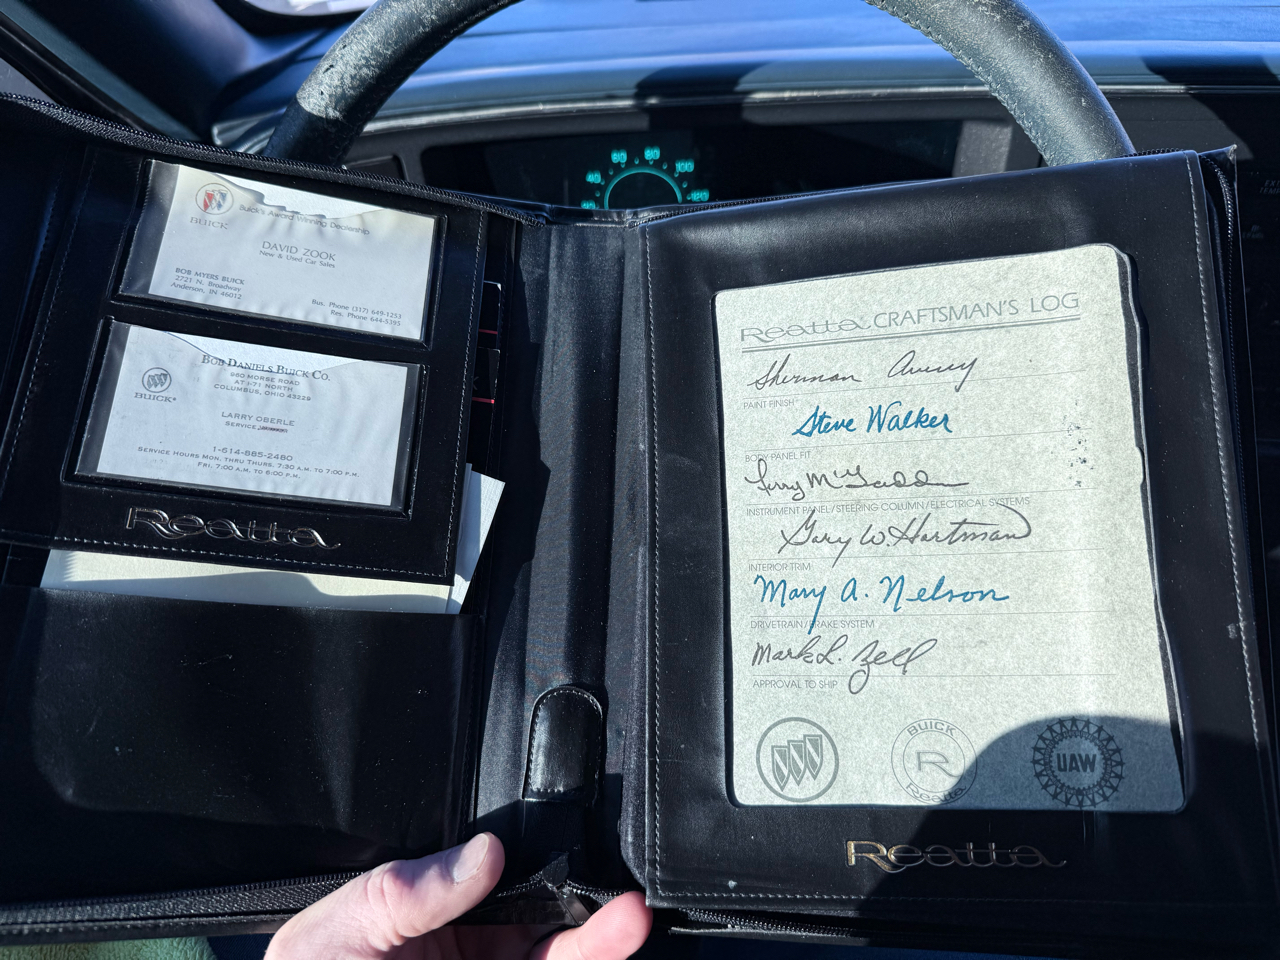 40
60
80
100
120
BUICK
Buick's Award Winning Dealership
DAVID ZOOK
New & Used Car Sales
BOB MYERS BUICK
2721 N. Broadway
Anderson, IN 46012
Bus. Phone (317) 649-1253
Res. Phone 644-5395
BOB DANIELS BUICK CO.
960 MORSE ROAD
AT I-71 NORTH
COLUMBUS, OHIO 43229
BUICK
LARRY OBERLE
SERVICE
1-614-885-2480
SERVICE HOURS MON. THRU THURS. 7:30 A.M. TO 7:00 P.M.
FRI. 7:00 A.M. TO 6:00 P.M.
Reatta
Reatta CRAFTSMAN'S LOG
Sherman Avery
PAINT FINISH
Steve Walker
BODY PANEL FIT
INSTRUMENT PANEL/STEERING COLUMN/ELECTRICAL SYSTEMS
Gary W. Hartman
INTERIOR TRIM
Mary A. Nelson
DRIVETRAIN/BRAKE SYSTEM
Mark L. Zell
APPROVAL TO SHIP
BUICK
R
Reatta
UAW
Reatta